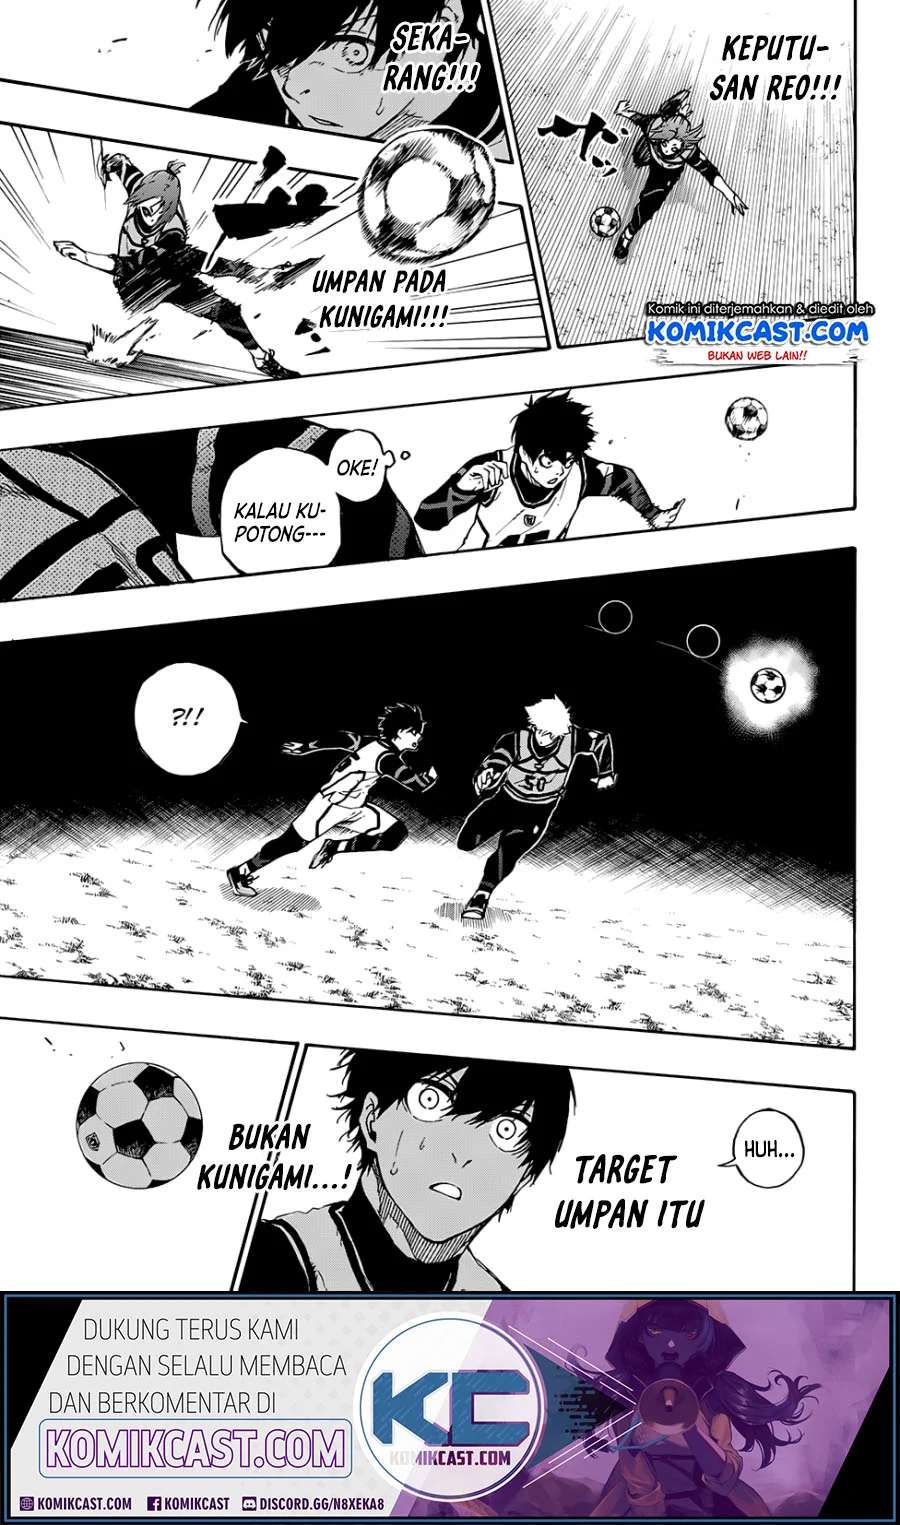 KEPUTU-
SAN REO!!!
SEKA-
RANG!!!
ド
UMPAN PADA
KUNIGAMI!!!
Komik ini diterjemahkan & diedit oleh
KOMIKCAST.COM
BUKAN WEB LAIN!!
OKE!
KALAU KU-
POTONG---
?!!
50
HUH...
TARGET
UMPAN ITU
BUKAN
KUNIGAMI...!
DUKUNG TERUS KAMI
DENGAN SELALU MEMBACA
DAN BERKOMENTAR DI
KOMIKCAST.COM
KC
KOMIKCAST.COM
KOMIKCAST.COM
KOMIKCAST
DISCORD.GG/N8XEKA8